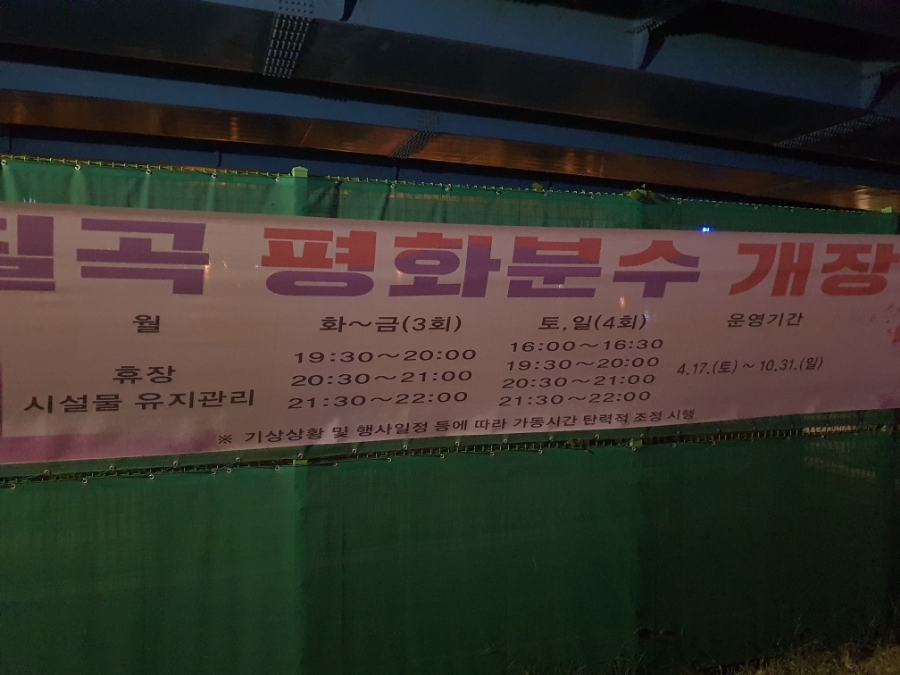 칠곡 평화분수 개장
월 화~금(3회) 토,일(4회) 운영기간
휴장
시설물 유지관리
19:30~20:00
20:30~21:00
21:30~22:00
16:00~16:30
19:30~20:00
20:30~21:00
21:30~22:00
4.17.(토) ~ 10.31.(일)
※ 기상상황 및 행사일정 등에 따라 가동시간 탄력적 조정 시행